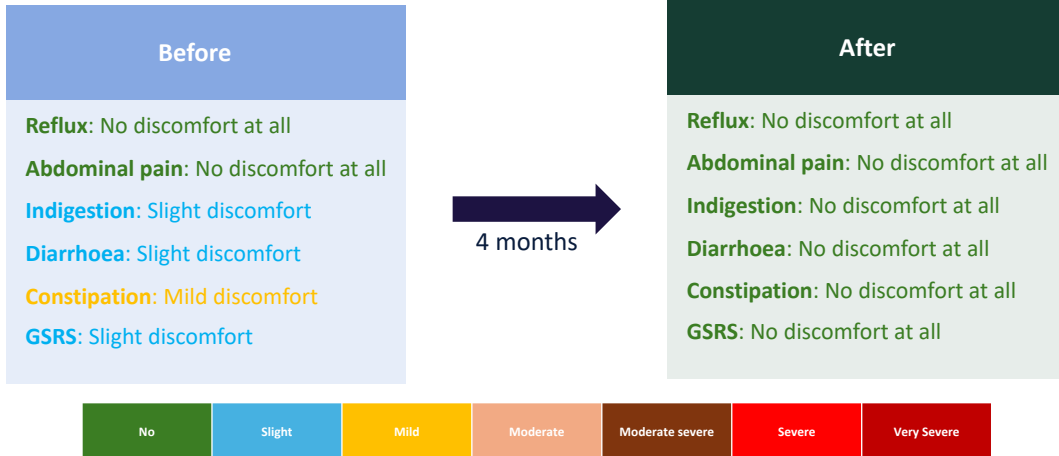 Before
Reflux: No discomfort at all
Abdominal pain: No discomfort at all
Indigestion: Slight discomfort
Diarrhoea: Slight discomfort
Constipation: Mild discomfort
GSRS: Slight discomfort
4 months
After
Reflux: No discomfort at all
Abdominal pain: No discomfort at all
Indigestion: No discomfort at all
Diarrhoea: No discomfort at all
Constipation: No discomfort at all
GSRS: No discomfort at all
No Slight Mild Moderate Moderate severe Severe Very Severe